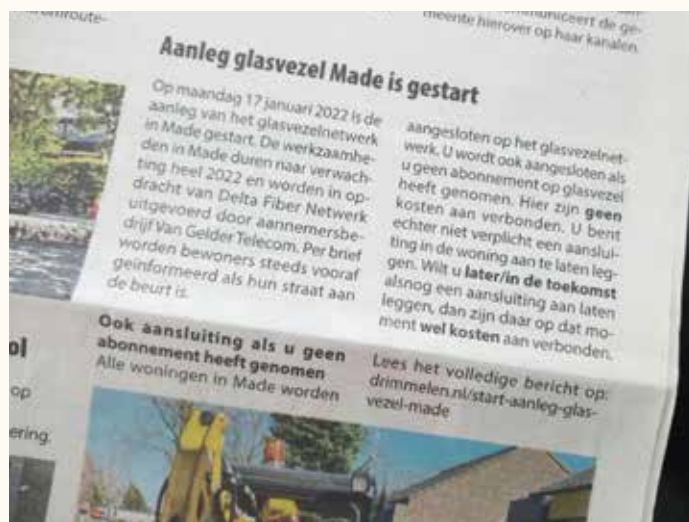 meente hierover op haar kanalen.
Aanleg glasvezel Made is gestart
Op maandag 17 januari 2022 is de
aanleg van het glasvezelnetwerk
in Made gestart. De werkzaamhe-
den in Made duren naar verwach-
ting heel 2022 en worden in op-
dracht van Delta Fiber Netwerk
uitgevoerd door aannemersbe-
drijf Van Gelder Telecom. Per brief
worden bewoners steeds vooraf
geïnformeerd als hun straat aan
de beurt is.
Ook aansluiting als u geen
abonnement heeft genomen
Alle woningen in Made worden
aangesloten op het glasvezelnet-
werk. U wordt ook aangesloten als
u geen abonnement op glasvezel
heeft genomen. Hier zijn geen
kosten aan verbonden. U bent
echter niet verplicht een aanslui-
ting in de woning aan te laten leg-
gen. Wilt u later/in de toekomst
alsnog een aansluiting aan laten
leggen, dan zijn daar op dat mo-
ment wel kosten aan verbonden.
Lees het volledige bericht op:
drimmelen.nl/start-aanleg-glas-
vezel-made
ol
op
ering.